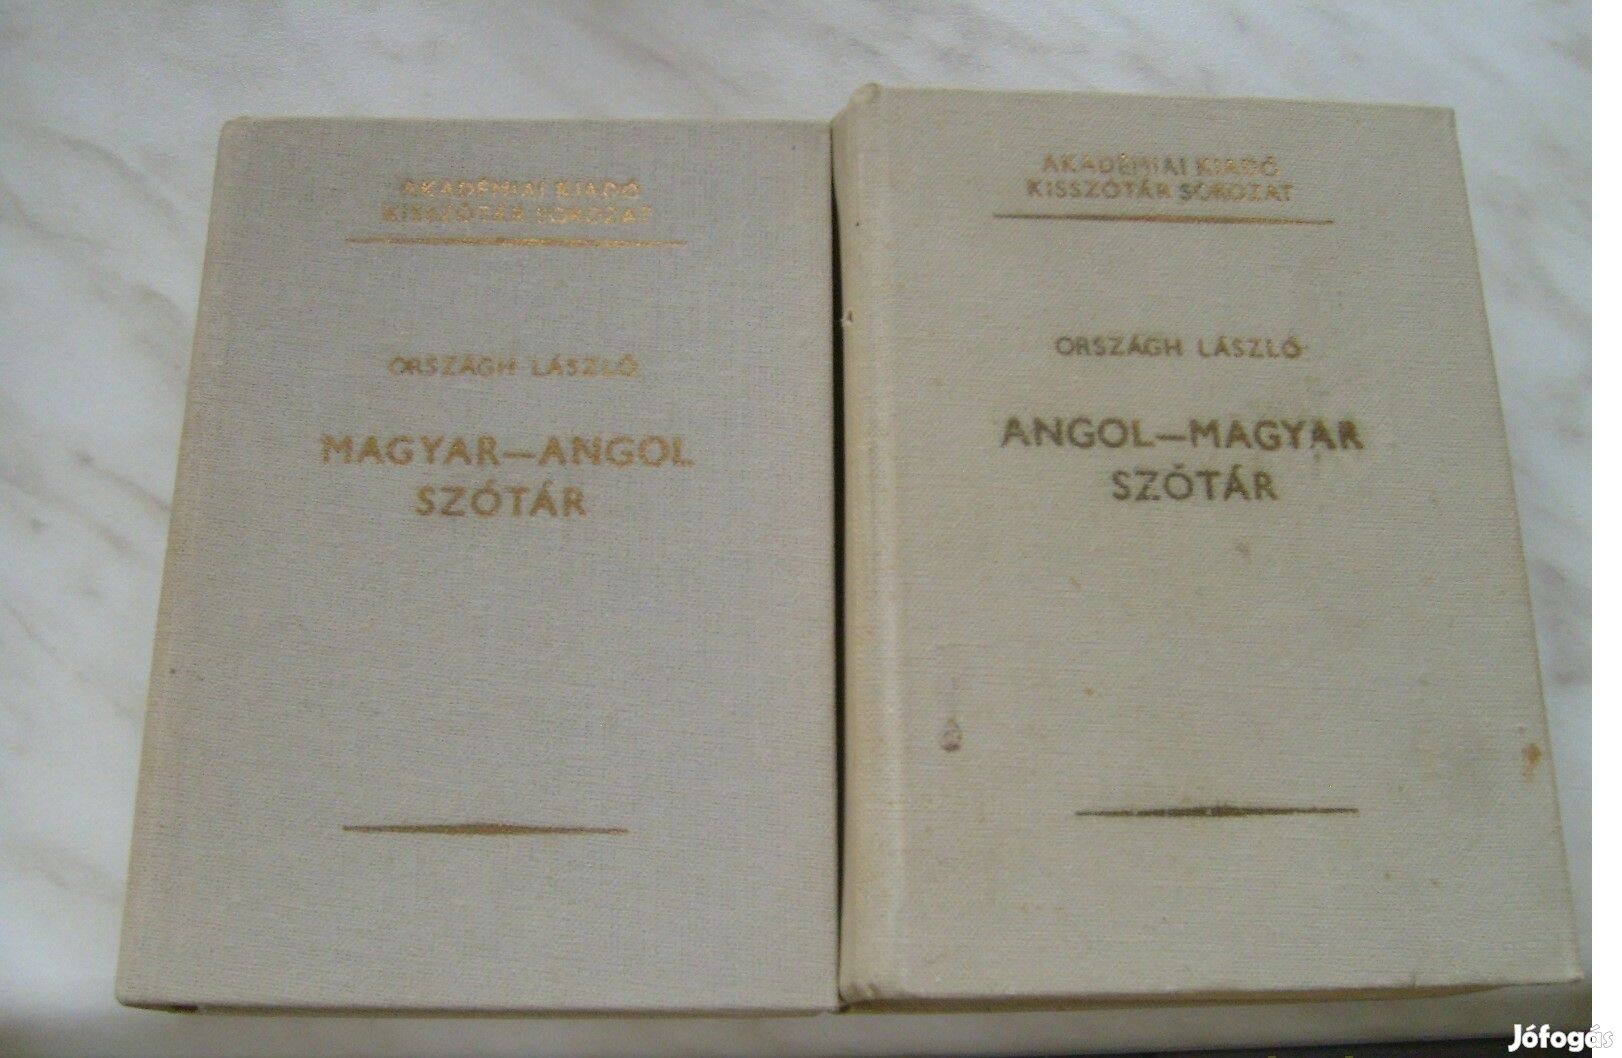 AKADÉMIAI KIADÓ
KISSZÓTÁR SOROZAT
ORSZÁGH LÁSZLÓ
MAGYAR–ANGOL
SZÓTÁR
AKADÉMIAI KIADÓ
KISSZÓTÁR SOROZAT
ORSZÁGH LÁSZLÓ
ANGOL–MAGYAR
SZÓTÁR
Jófogás